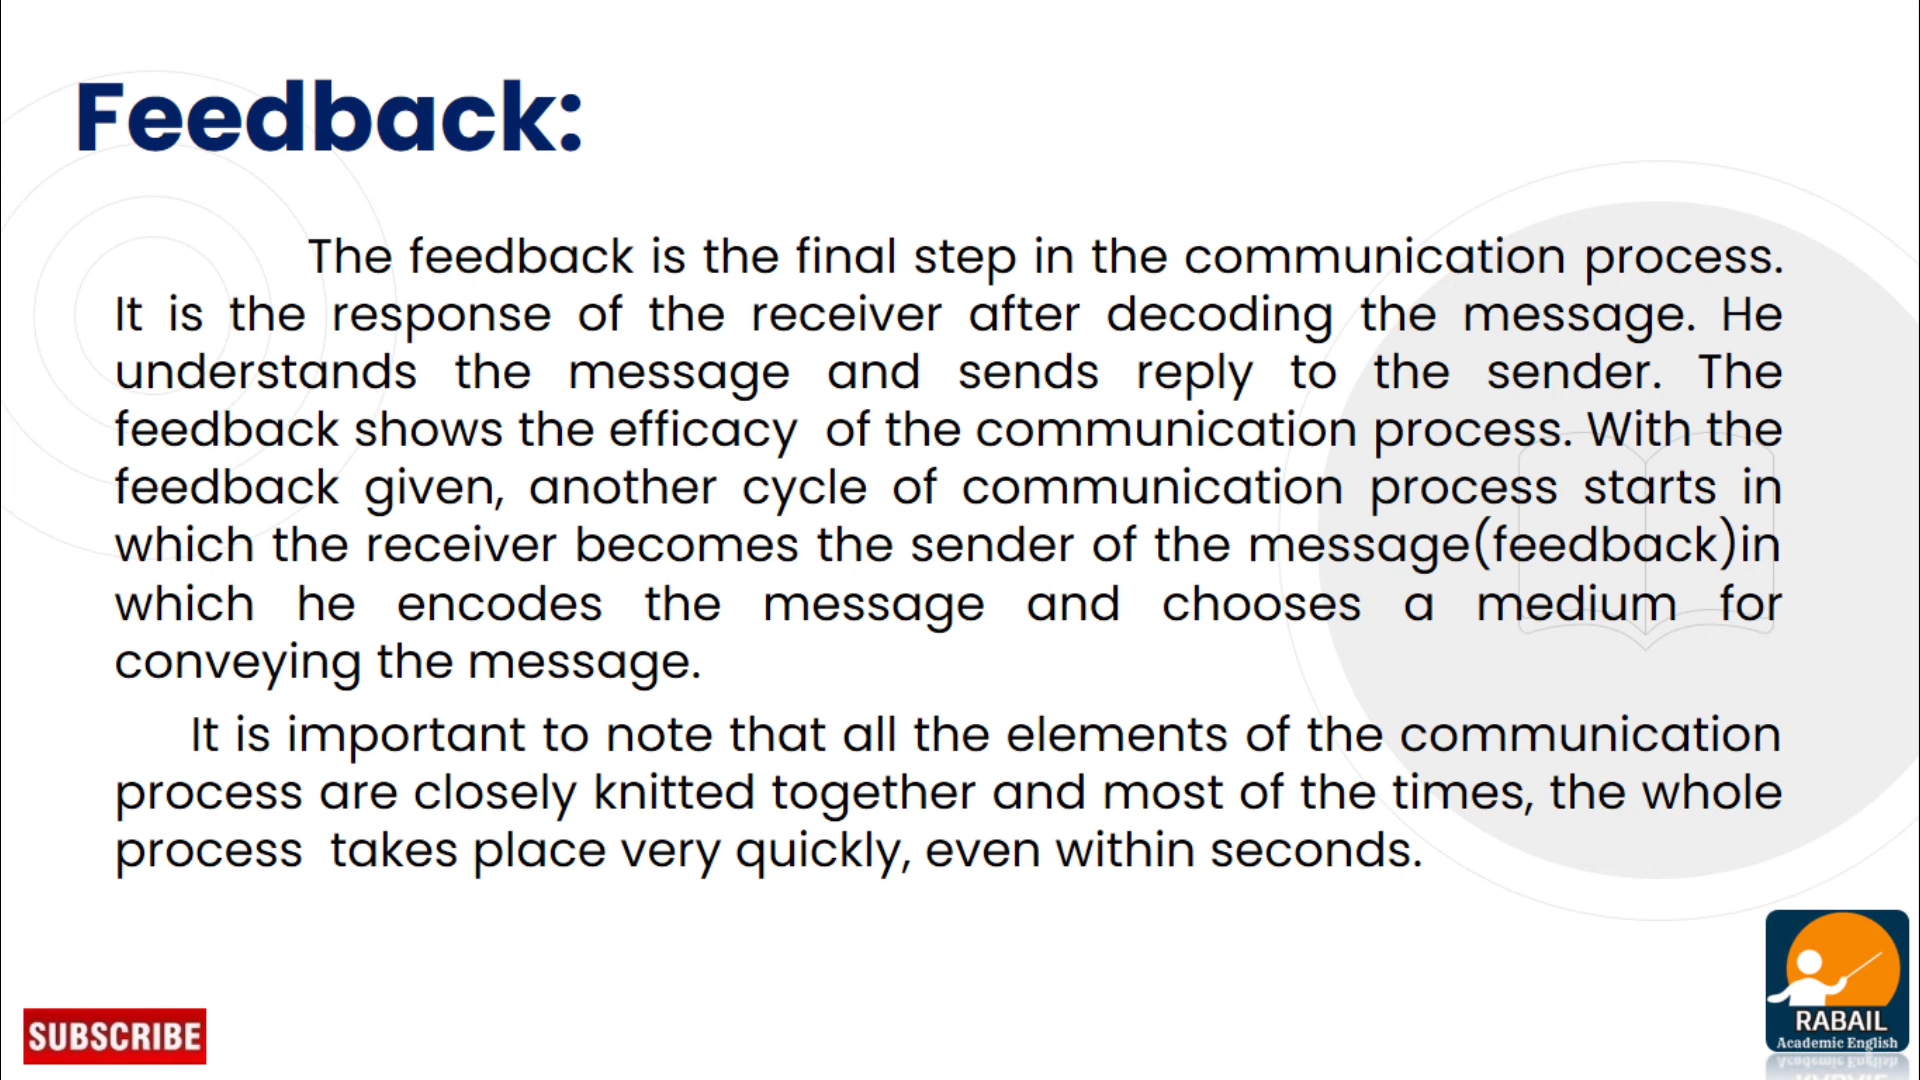 Feedback:
The feedback is the final step in the communication process.
It is the response of the receiver after decoding the message. He
understands the message and sends reply to the sender. The
feedback shows the efficacy of the communication process. With the
feedback given, another cycle of communication process starts in
which the receiver becomes the sender of the message(feedback)in
which he encodes the message and chooses a medium for
conveying the message.
It is important to note that all the elements of the communication
process are closely knitted together and most of the times, the whole
process takes place very quickly, even within seconds.
SUBSCRIBE
RABAIL
Academic English